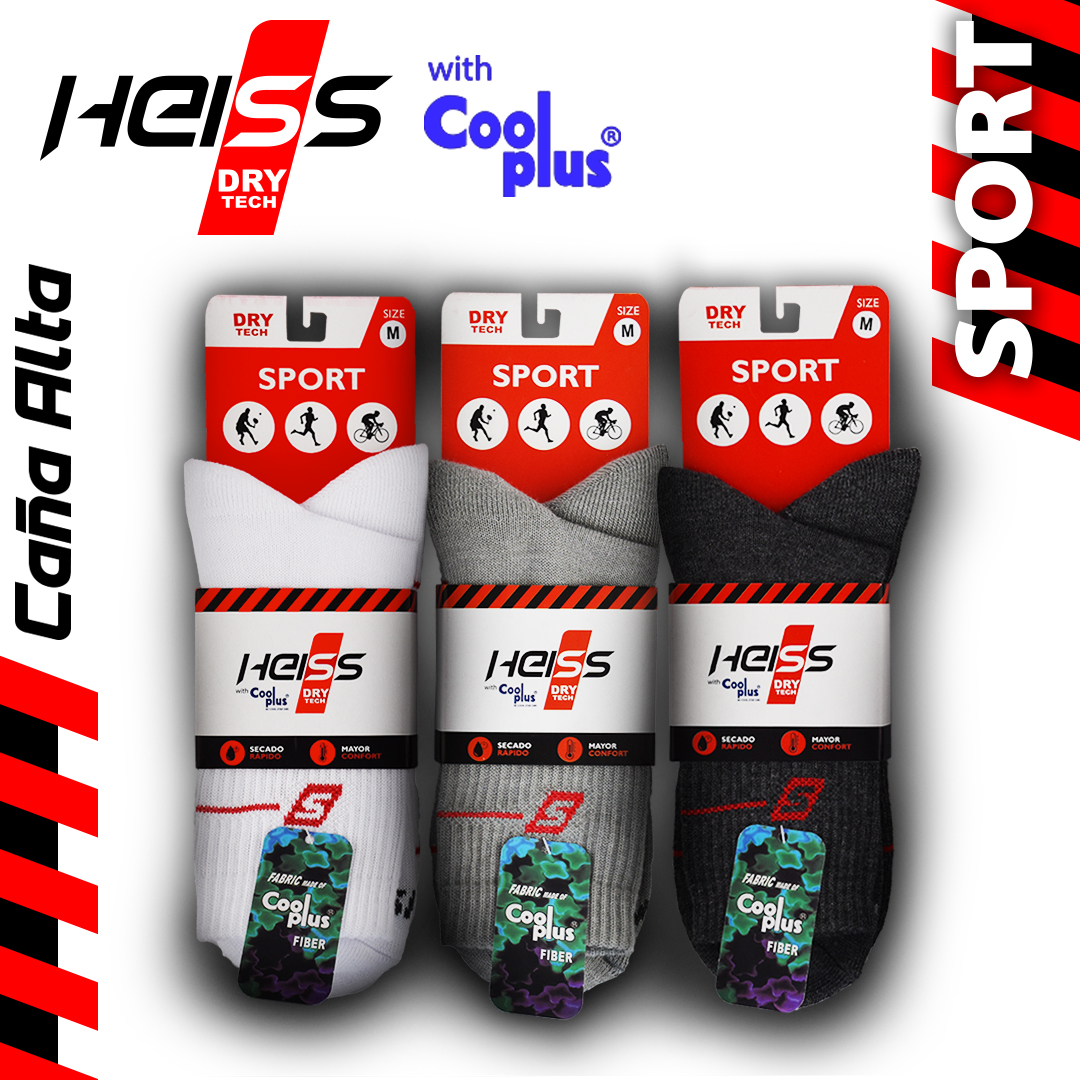 HEISS
DRY
TECH
with
Cool
plus®
SPORT
Caña Alta
DRY
TECH
SIZE
M
SPORT
DRY
TECH
SIZE
M
SPORT
DRY
TECH
SIZE
M
SPORT
HEISS
with Cool
plus®
DRY
TECH
SECADO
RÁPIDO
MAYOR
CONFORT
HEISS
with Cool
plus®
DRY
TECH
SECADO
RÁPIDO
MAYOR
CONFORT
HEISS
with Cool
plus®
DRY
TECH
SECADO
RÁPIDO
MAYOR
CONFORT
S
S
S
FABRIC MADE OF
Cool
plus
FIBER
FABRIC MADE OF
Cool
plus
FIBER
FABRIC MADE OF
Cool
plus
FIBER